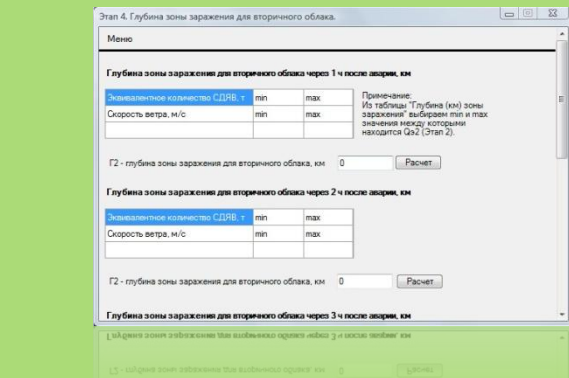 Этап 4. Глубина зоны заражения для вторичного облака.
Меню
Глубина зоны заражения для вторичного облака через 1 ч после аварии, км
Эквивалентное количество СДЯВ, т min max
Скорость ветра, м/с min max
Примечание:
Из таблицы "Глубина (км) зоны
заражения" выбираем min и max
значения между которыми
находится Qэ2 (Этап 2).
Г2 - глубина зоны заражения для вторичного облака, км 0 Расчет
Глубина зоны заражения для вторичного облака через 2 ч после аварии, км
Эквивалентное количество СДЯВ, т min max
Скорость ветра, м/с min max
Г2 - глубина зоны заражения для вторичного облака, км 0 Расчет
Глубина зоны заражения для вторичного облака через 3 ч после аварии, км